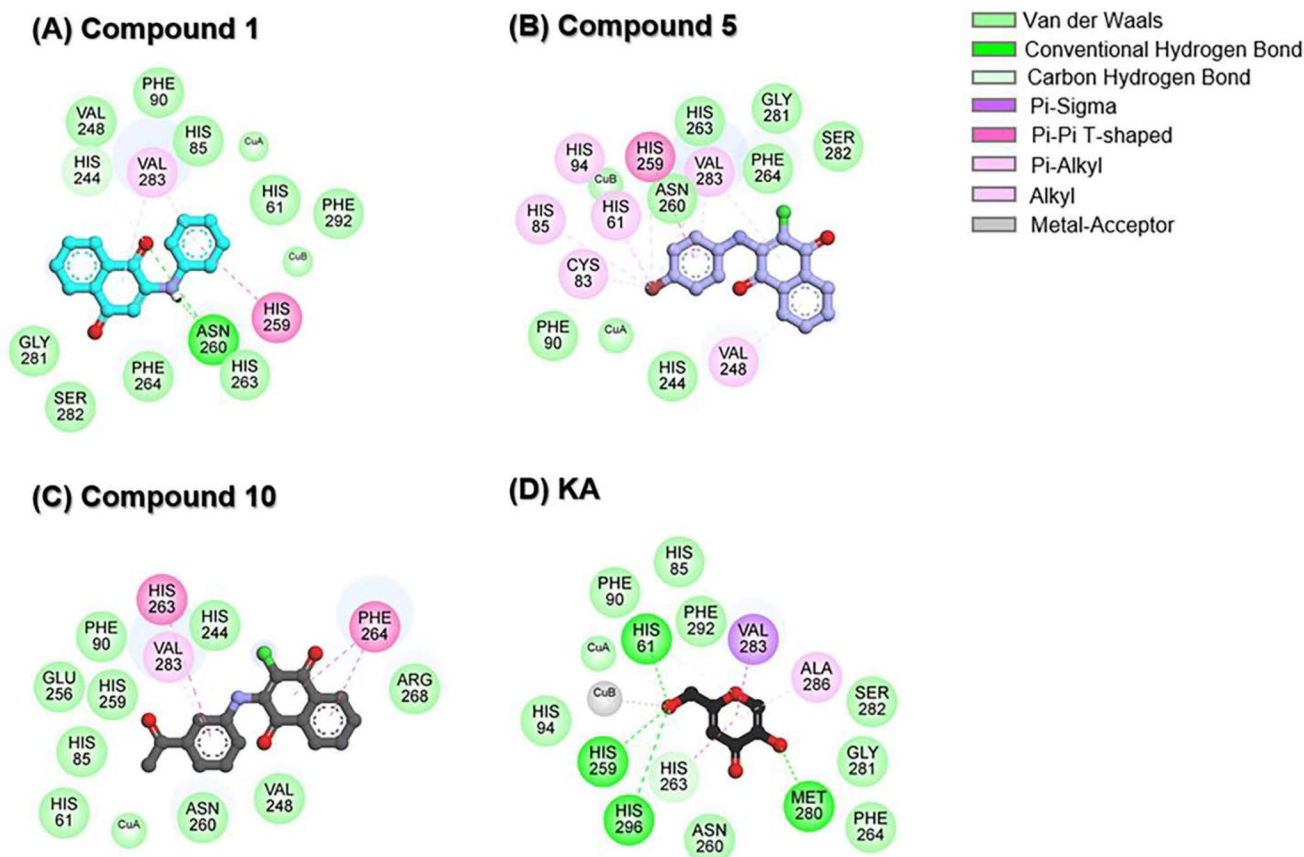 (A) Compound 1
PHE
90
VAL
248
HIS
85
CuA
HIS
244
VAL
283
HIS
61
PHE
292
CuB
HIS
259
ASN
260
GLY
281
PHE
264
HIS
263
SER
282
(B) Compound 5
HIS
263
GLY
281
SER
282
HIS
94
HIS
259
VAL
283
PHE
264
CuB
ASN
260
HIS
85
HIS
61
CYS
83
PHE
90
CuA
HIS
244
VAL
248
Van der Waals
Conventional Hydrogen Bond
Carbon Hydrogen Bond
Pi-Sigma
Pi-Pi T-shaped
Pi-Alkyl
Alkyl
Metal-Acceptor
(C) Compound 10
HIS
263
HIS
244
PHE
264
PHE
90
VAL
283
GLU
256
HIS
259
ARG
268
HIS
85
HIS
61
CuA
ASN
260
VAL
248
(D) KA
HIS
85
PHE
90
HIS
61
PHE
292
VAL
283
CuA
ALA
286
CuB
SER
282
HIS
94
HIS
259
HIS
263
GLY
281
HIS
296
MET
280
ASN
260
PHE
264